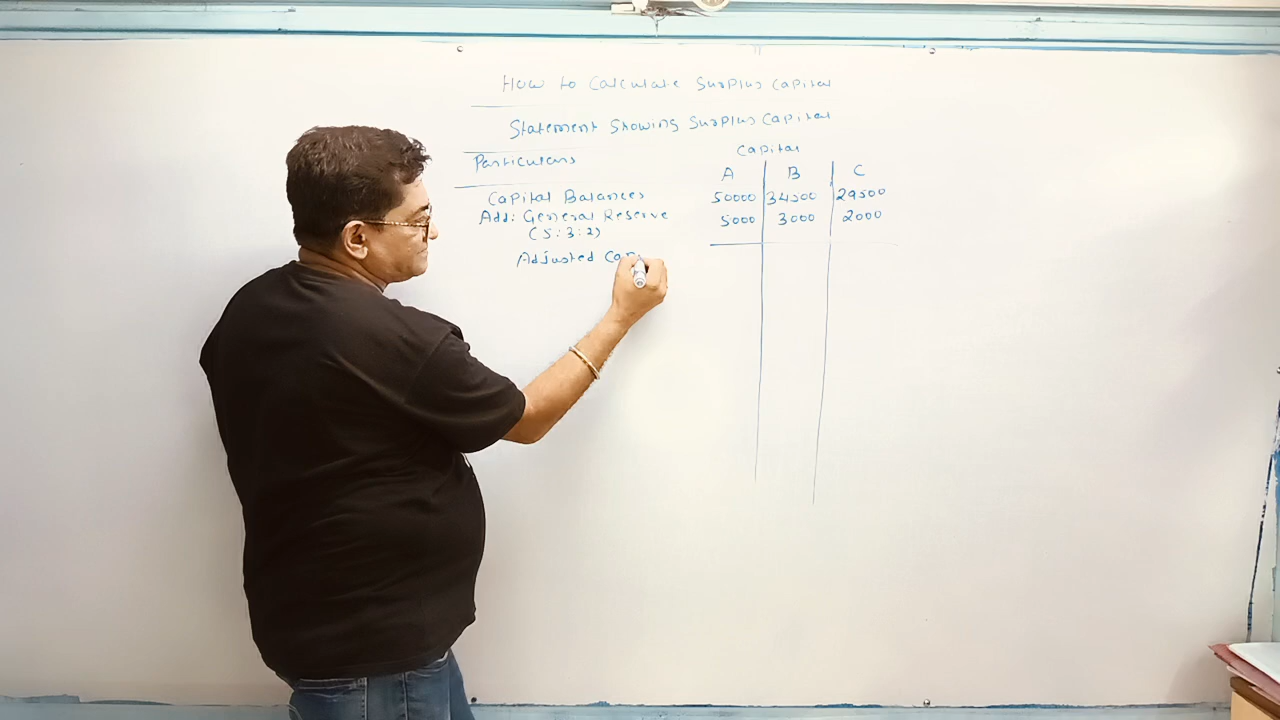 How to Calculate Surplus Capital
Statement Showing Surplus Capital
Capital
Particulars A B C
Capital Balances 50000 34500 29500
Add: General Reserve 5000 3000 2000
(5:3:2)
Adjusted Cap